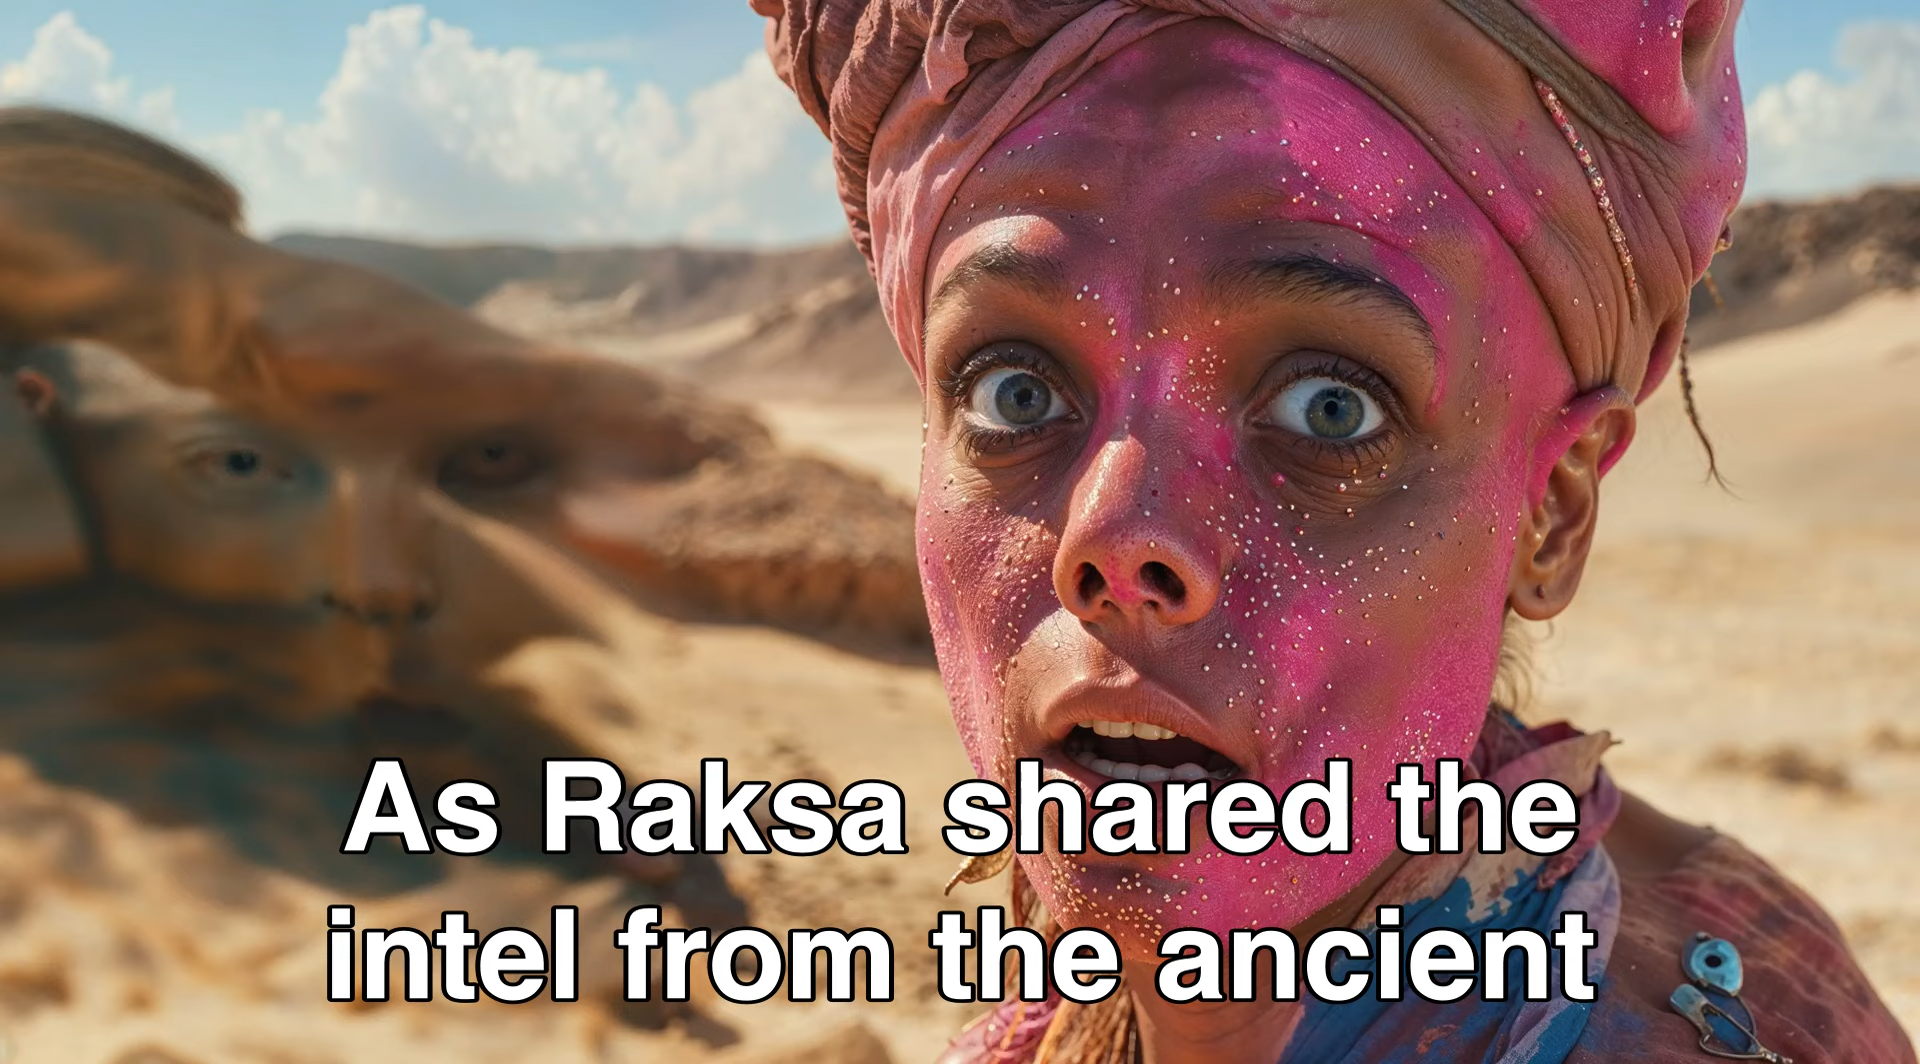 As Raksa shared the
intel from the ancient